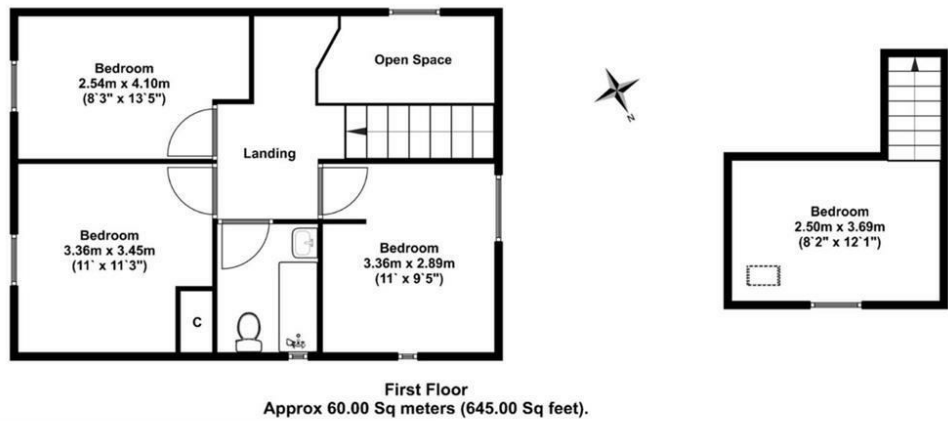 Bedroom
2.54m x 4.10m
(8`3" x 13`5")
Open Space
Landing
Bedroom
3.36m x 3.45m
(11` x 11`3")
C
Bedroom
3.36m x 2.89m
(11` x 9`5")
N
Bedroom
2.50m x 3.69m
(8`2" x 12`1")
First Floor
Approx 60.00 Sq meters (645.00 Sq feet).